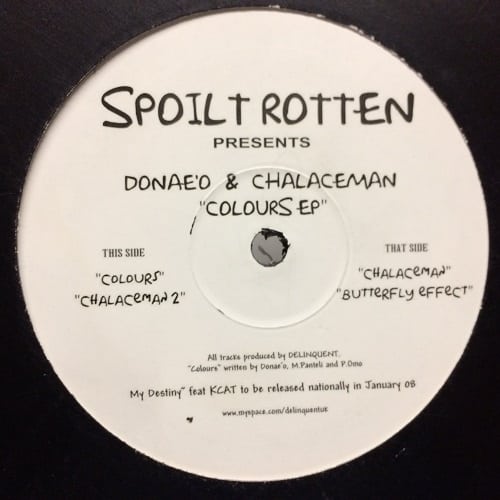 SPOILT ROTTEN
PRESENTS
DONAE'O & CHALACEMAN
"COLOURS EP"
THIS SIDE
"COLOURS"
"CHALACEMAN 2"
THAT SIDE
"CHALACEMAN"
"BUTTERFLY EFFECT"
All tracks produced by DELINQUENT.
"Colours" written by Donae'o, M.Panteli and P.Omo
My Destiny" feat KCAT to be released nationally in January 08
www.myspace.com/delinquentuk